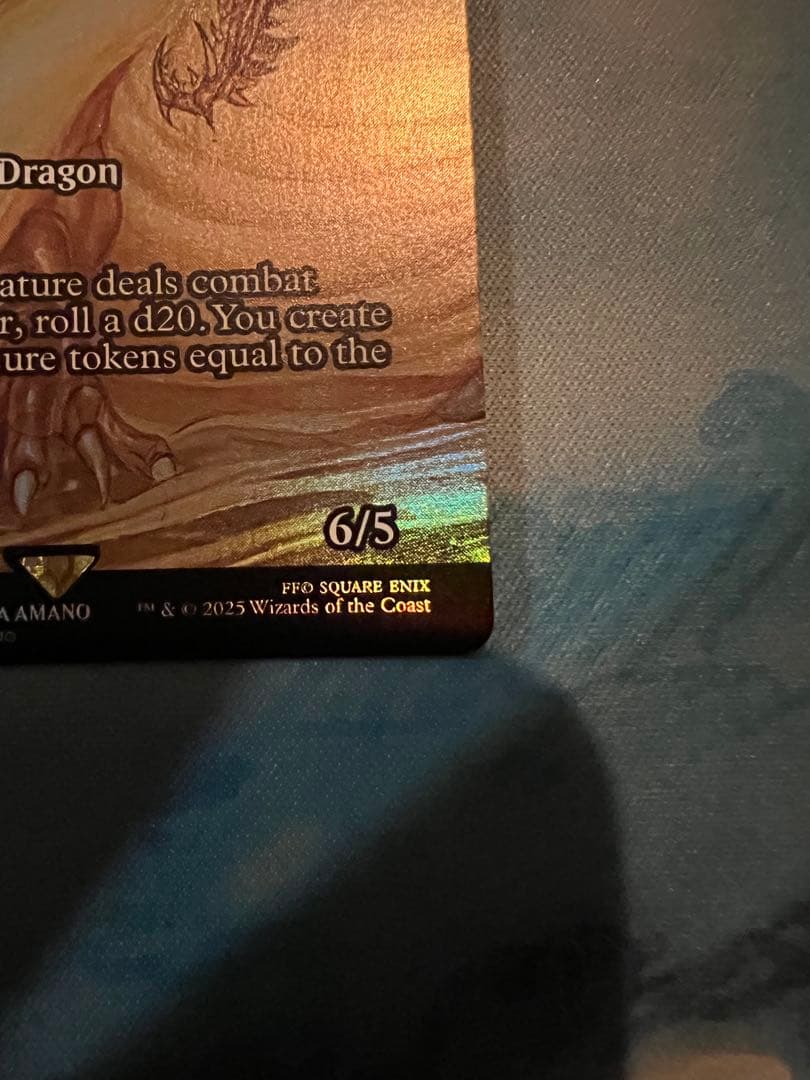 Dragon
ature deals combat
r, roll a d20. You create
ure tokens equal to the
6/5
FF© SQUARE ENIX
A AMANO ™ & © 2025 Wizards of the Coast